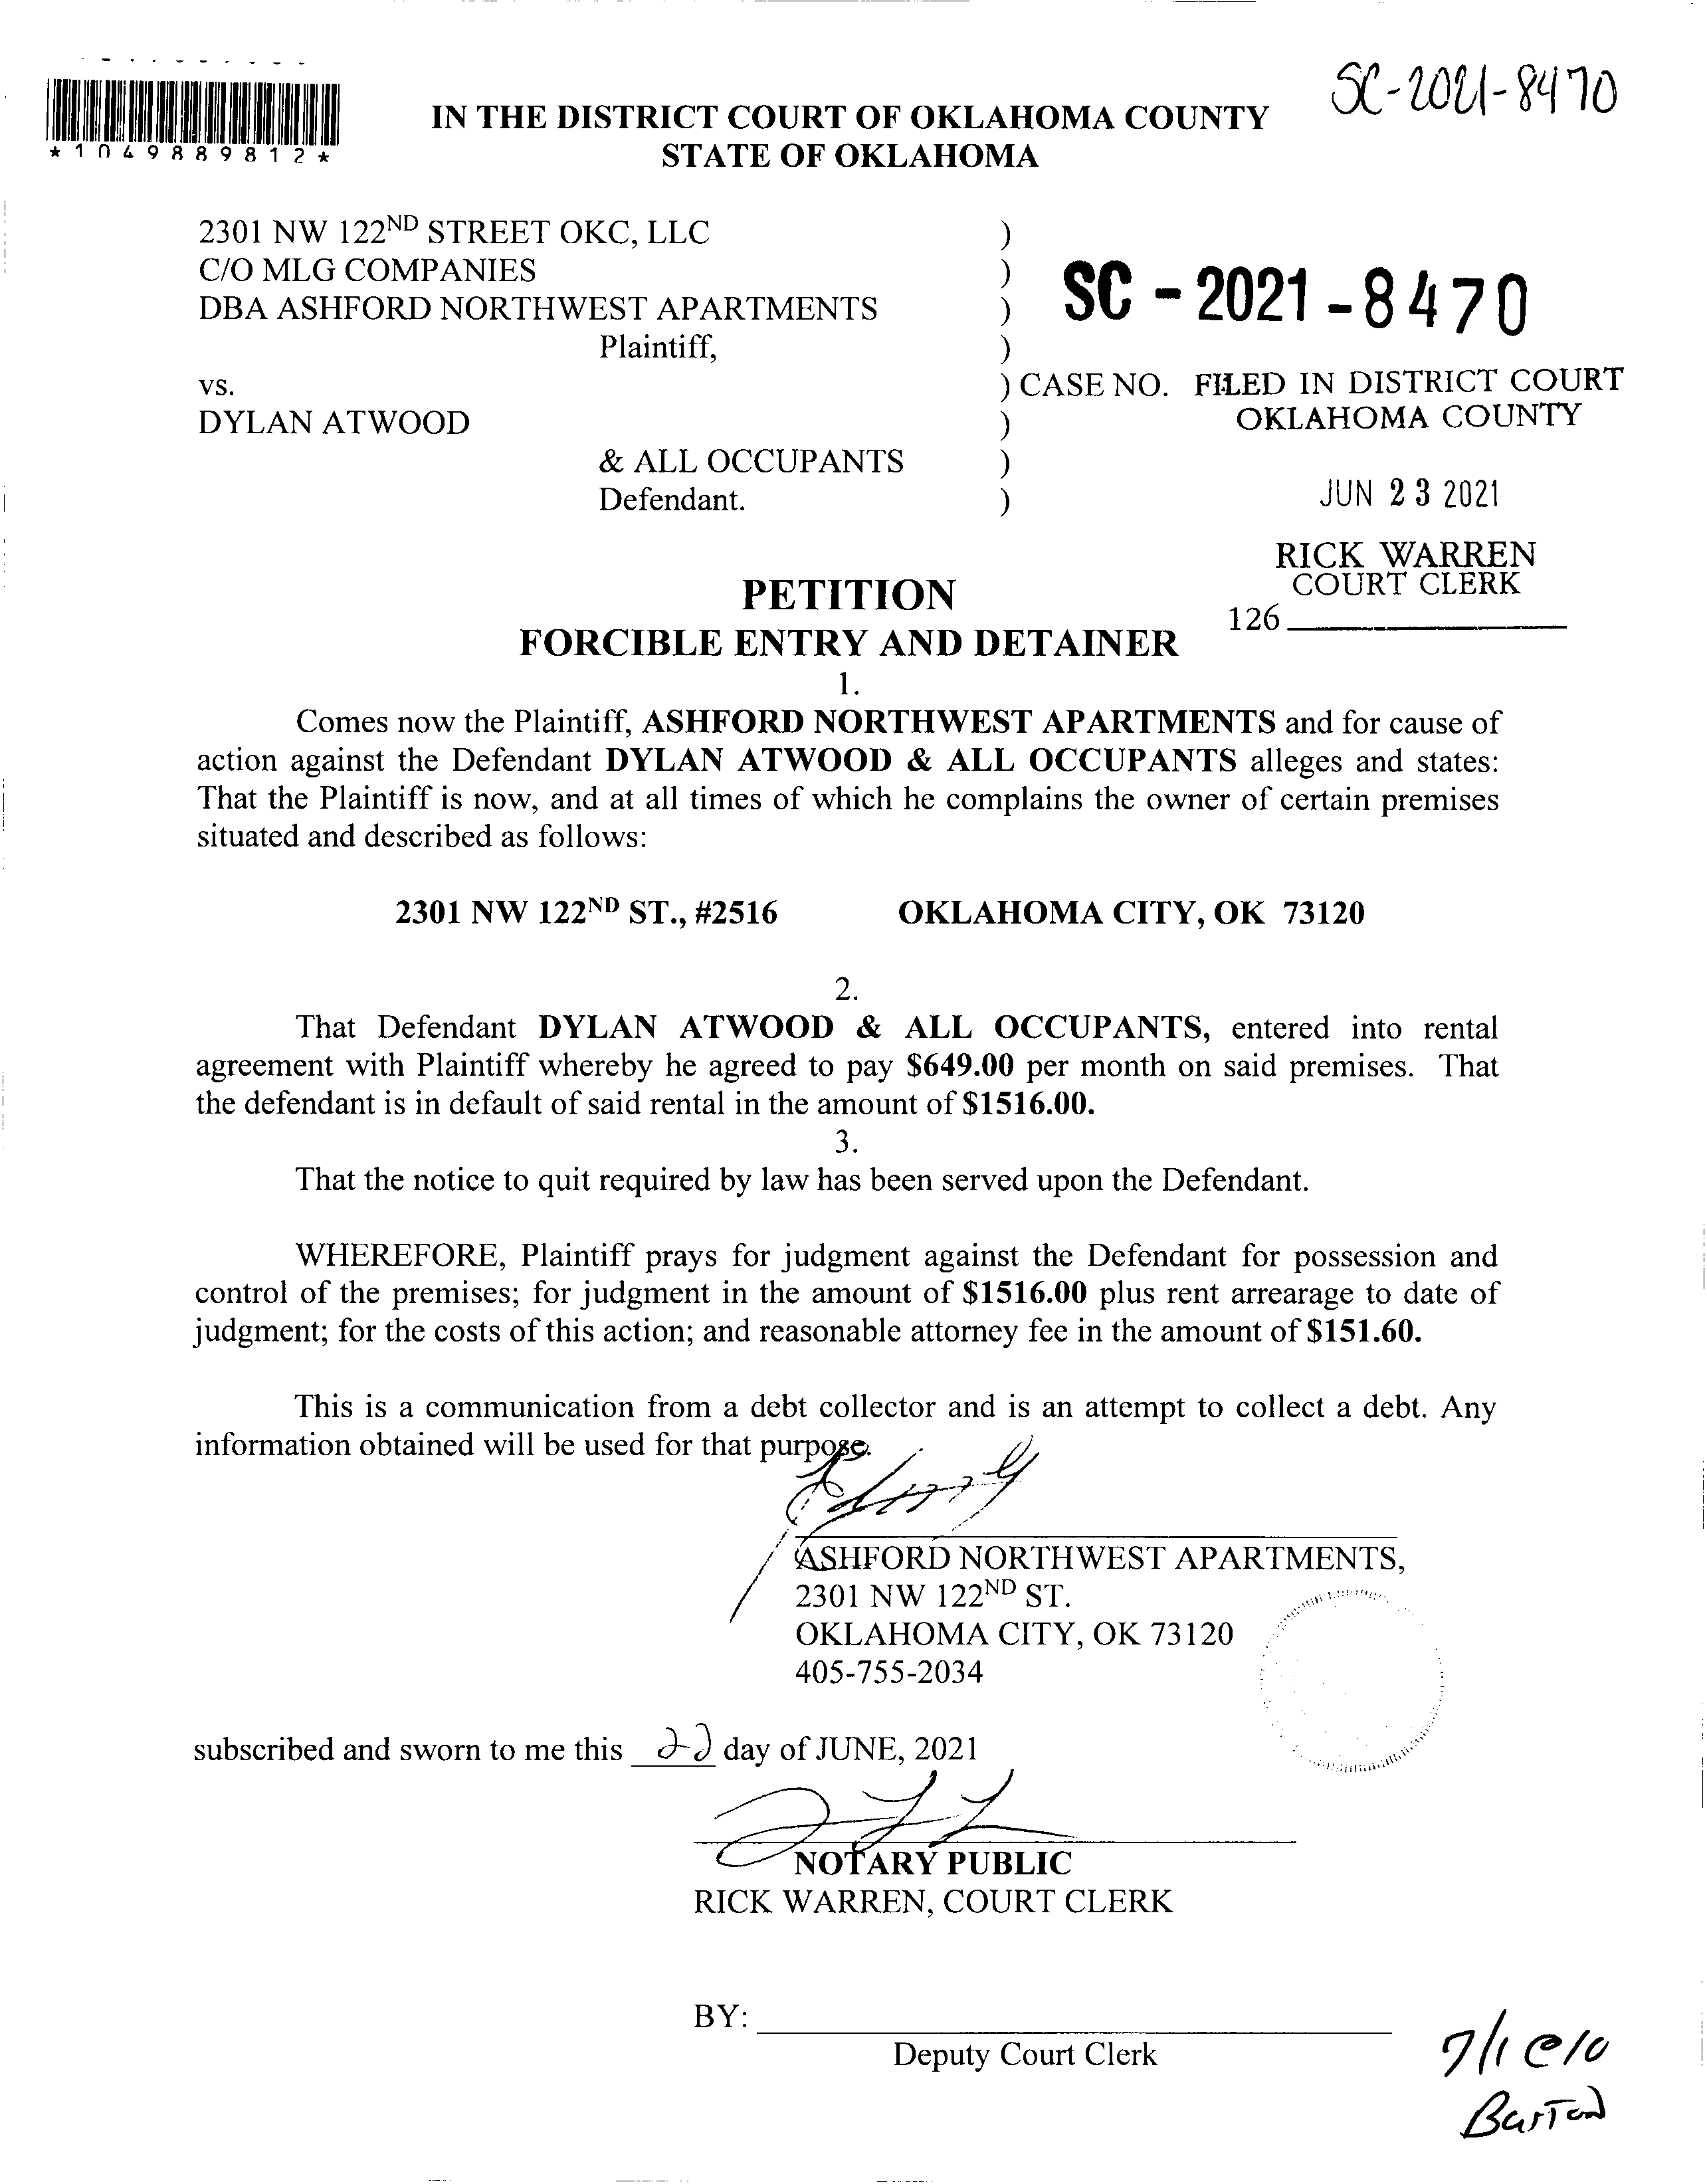 SC-2021-8470
*1049889812*
IN THE DISTRICT COURT OF OKLAHOMA COUNTY
STATE OF OKLAHOMA
2301 NW 122ND STREET OKC, LLC )
C/O MLG COMPANIES )
DBA ASHFORD NORTHWEST APARTMENTS ) SC - 2021 - 8470
Plaintiff, )
vs. ) CASE NO. FILED IN DISTRICT COURT
DYLAN ATWOOD ) OKLAHOMA COUNTY
& ALL OCCUPANTS )
Defendant. ) JUN 23 2021
RICK WARREN
COURT CLERK
126
PETITION
FORCIBLE ENTRY AND DETAINER
1.
Comes now the Plaintiff, ASHFORD NORTHWEST APARTMENTS and for cause of
action against the Defendant DYLAN ATWOOD & ALL OCCUPANTS alleges and states:
That the Plaintiff is now, and at all times of which he complains the owner of certain premises
situated and described as follows:
2301 NW 122ND ST., #2516 OKLAHOMA CITY, OK 73120
2.
That Defendant DYLAN ATWOOD & ALL OCCUPANTS, entered into rental
agreement with Plaintiff whereby he agreed to pay $649.00 per month on said premises. That
the defendant is in default of said rental in the amount of $1516.00.
3.
That the notice to quit required by law has been served upon the Defendant.
WHEREFORE, Plaintiff prays for judgment against the Defendant for possession and
control of the premises; for judgment in the amount of $1516.00 plus rent arrearage to date of
judgment; for the costs of this action; and reasonable attorney fee in the amount of $151.60.
This is a communication from a debt collector and is an attempt to collect a debt. Any
information obtained will be used for that purpose.
ASHFORD NORTHWEST APARTMENTS,
2301 NW 122ND ST.
OKLAHOMA CITY, OK 73120
405-755-2034
subscribed and sworn to me this 22 day of JUNE, 2021
NOTARY PUBLIC
RICK WARREN, COURT CLERK
BY:
Deputy Court Clerk
7/1 @10
Barton